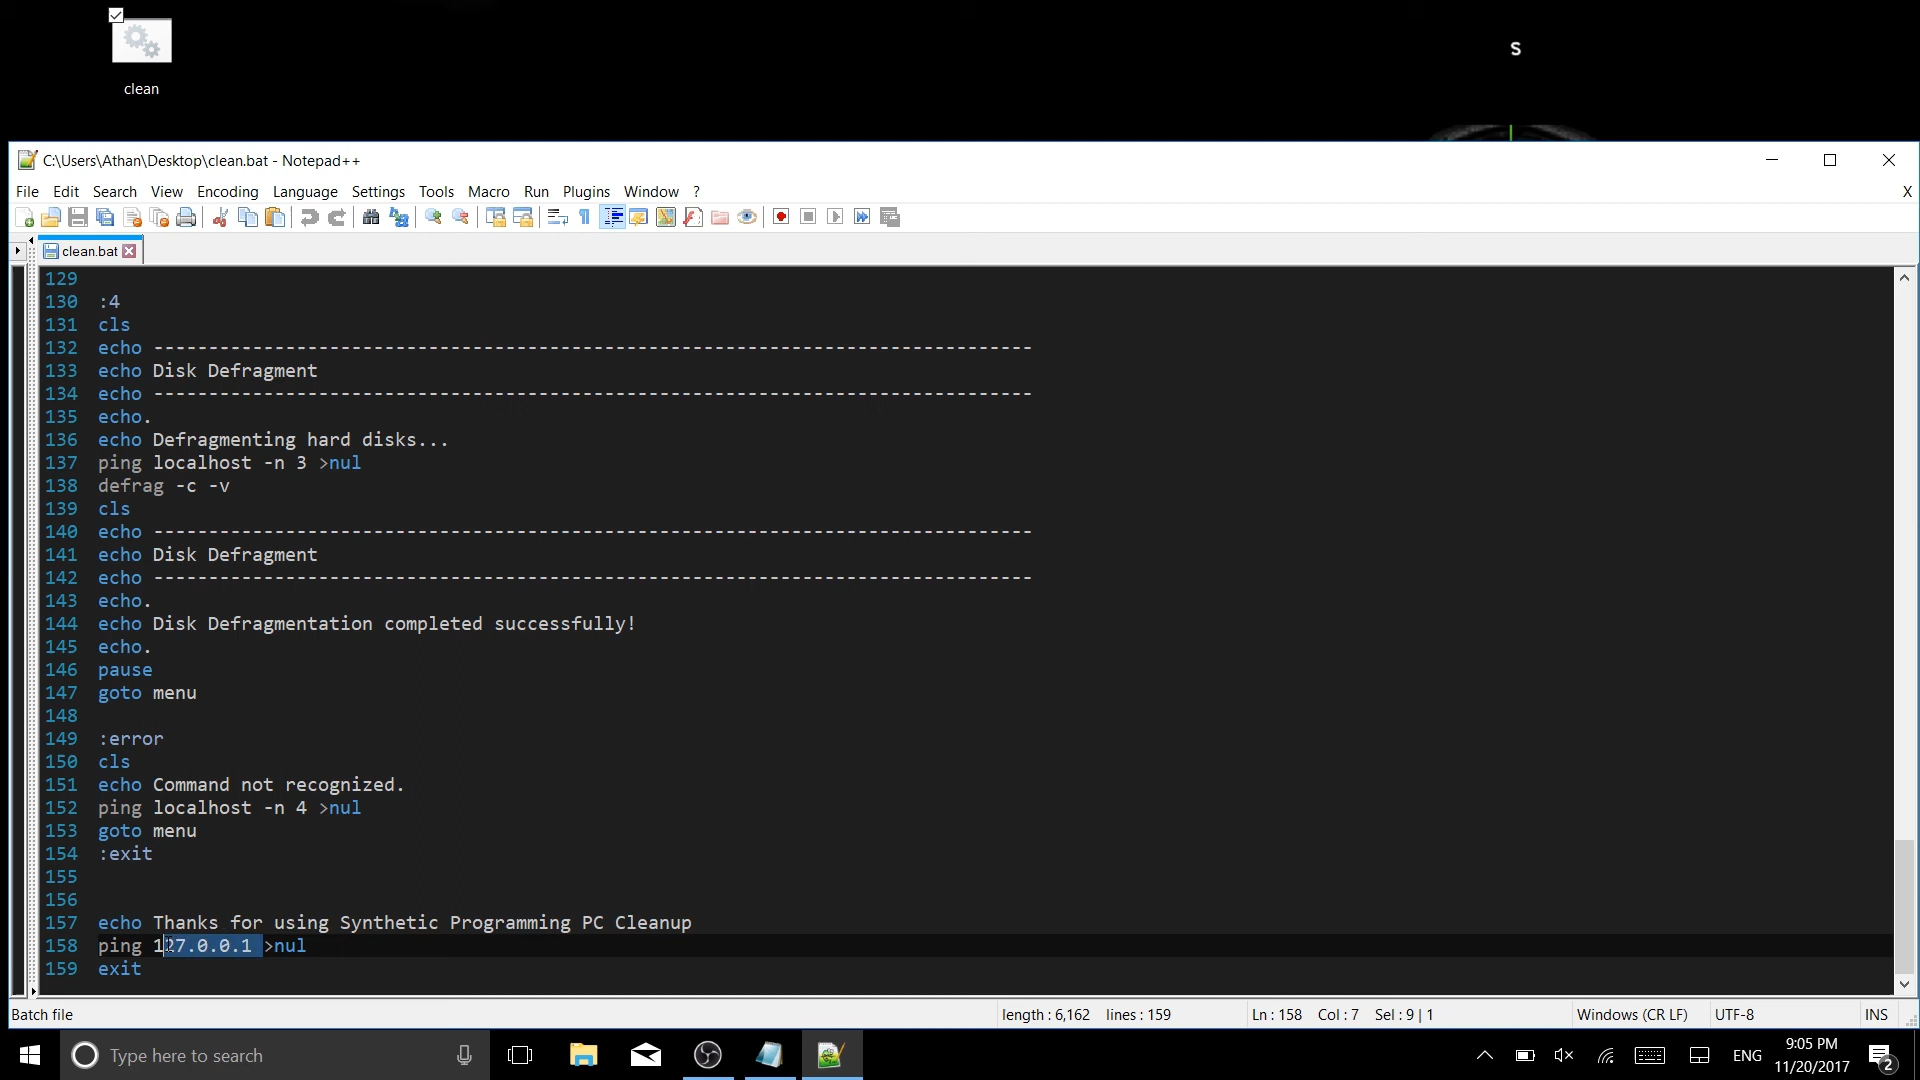 clean
S
C:\Users\Athan\Desktop\clean.bat - Notepad++
File Edit Search View Encoding Language Settings Tools Macro Run Plugins Window ? X
clean.bat
129
130 :4
131 cls
132 echo --------------------------------------------------------------------------------
133 echo Disk Defragment
134 echo --------------------------------------------------------------------------------
135 echo.
136 echo Defragmenting hard disks...
137 ping localhost -n 3 >nul
138 defrag -c -v
139 cls
140 echo --------------------------------------------------------------------------------
141 echo Disk Defragment
142 echo --------------------------------------------------------------------------------
143 echo.
144 echo Disk Defragmentation completed successfully!
145 echo.
146 pause
147 goto menu
148
149 :error
150 cls
151 echo Command not recognized.
152 ping localhost -n 4 >nul
153 goto menu
154 :exit
155
156
157 echo Thanks for using Synthetic Programming PC Cleanup
158 ping 127.0.0.1 >nul
159 exit
Batch file length : 6,162 lines : 159 Ln : 158 Col : 7 Sel : 9 | 1 Windows (CR LF) UTF-8 INS
Type here to search ENG 9:05 PM
11/20/2017 2